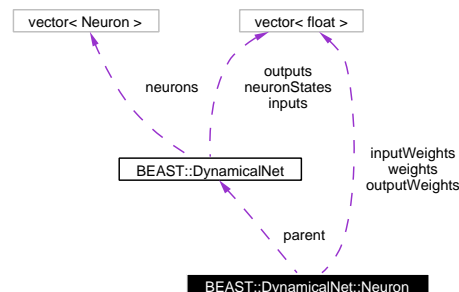 vector< Neuron >
vector< float >
neurons
outputs
neuronStates
inputs
BEAST::DynamicalNet
inputWeights
weights
outputWeights
parent
BEAST::DynamicalNet::Neuron